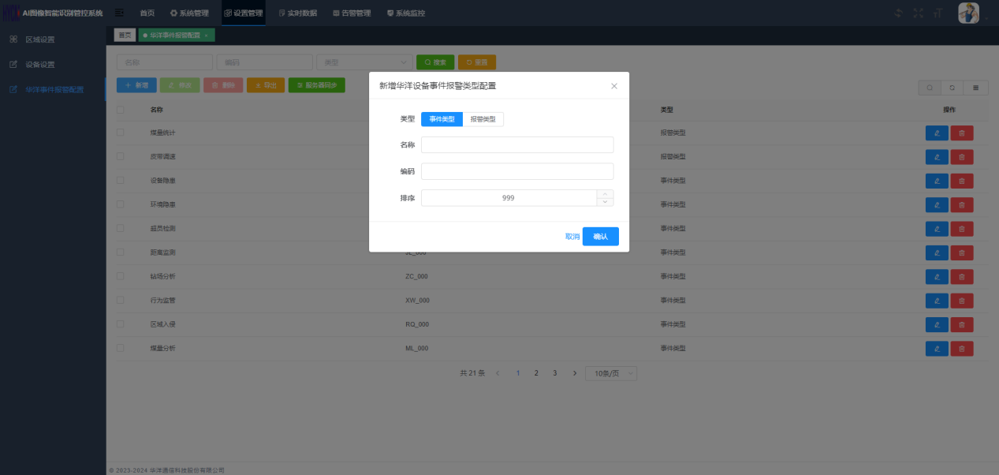 AI图像智能识别管控系统 首页 系统管理 设置管理 实时数据 告警管理 系统监控
区域设置
设备设置
华洋事件报警配置
首页 华洋事件报警配置 ×
名称 编码 类型 搜索 重置
新增 修改 删除 导出 服务器同步
新增华洋设备事件报警类型配置
类型 事件类型 报警类型
名称
编码
排序 999
取消 确认
名称 类型 操作
煤量统计 报警类型
皮带调速 报警类型
设备隐患 事件类型
环境隐患 事件类型
超员检测 事件类型
距离监测 事件类型
钻场分析 ZC_000 事件类型
行为监管 XW_000 事件类型
区域入侵 RQ_000 事件类型
煤量分析 ML_000 事件类型
共 21 条 1 2 3 10条/页
© 2023-2024 华洋通信科技股份有限公司